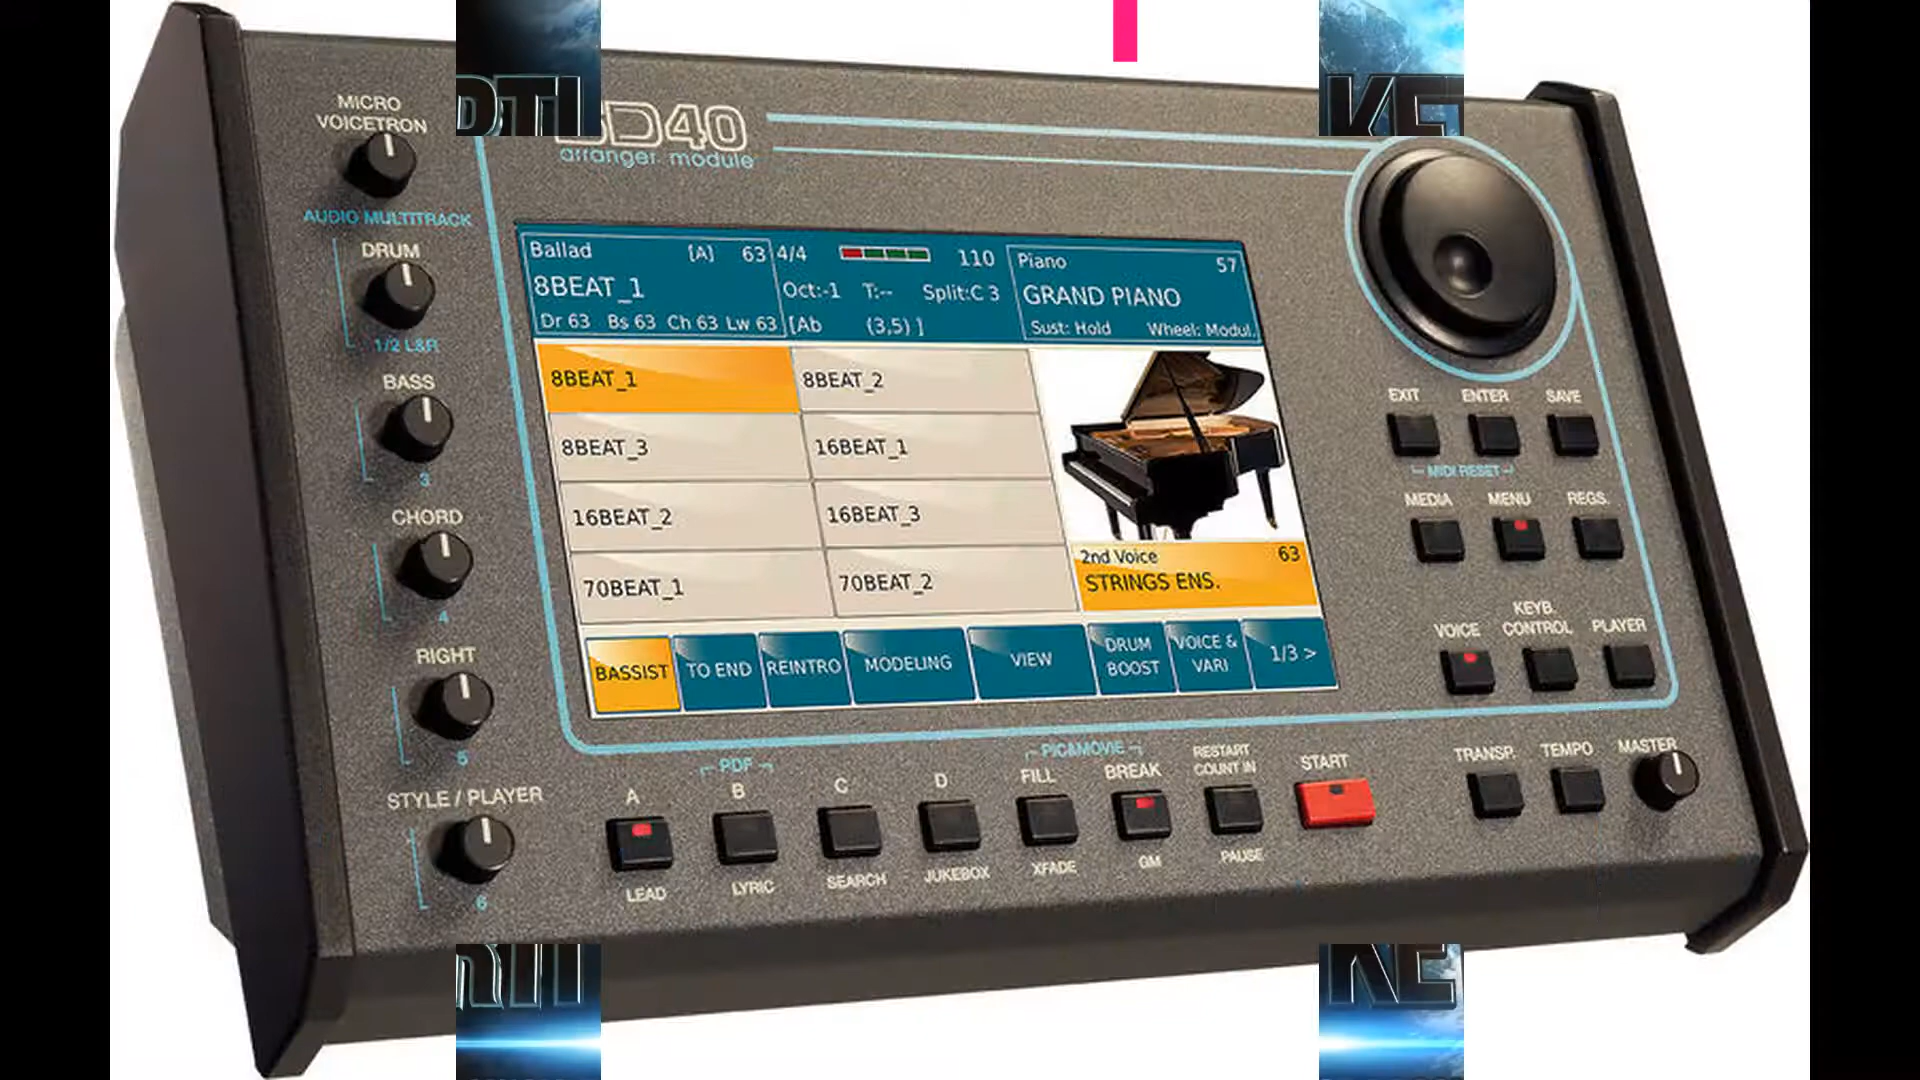 MICRO
VOICETRON
AUDIO MULTITRACK
DRUM
1/2 L&R
BASS
3
CHORD
4
RIGHT
5
STYLE / PLAYER
6
SD40
arranger module
Ballad [A] 63 4/4 110 Piano 57
8BEAT_1 Oct:-1 T:-- Split:C 3 GRAND PIANO
Dr 63 Bs 63 Ch 63 Lw 63 [Ab (3,5) ] Sust: Hold Wheel: Modul.
8BEAT_1 8BEAT_2
8BEAT_3 16BEAT_1
16BEAT_2 16BEAT_3
70BEAT_1 70BEAT_2
2nd Voice 63
STRINGS ENS.
BASSIST TO END REINTRO MODELING VIEW DRUM BOOST VOICE & VARI 1/3 >
EXIT ENTER SAVE
MIDI RESET
MEDIA MENU REGS.
VOICE KEYB. CONTROL PLAYER
TRANSP. TEMPO MASTER
PDF PIC&MOVIE
A B C D FILL BREAK RESTART COUNT IN START
LEAD LYRIC SEARCH JUKEBOX XFADE GM PAUSE
KE
KE